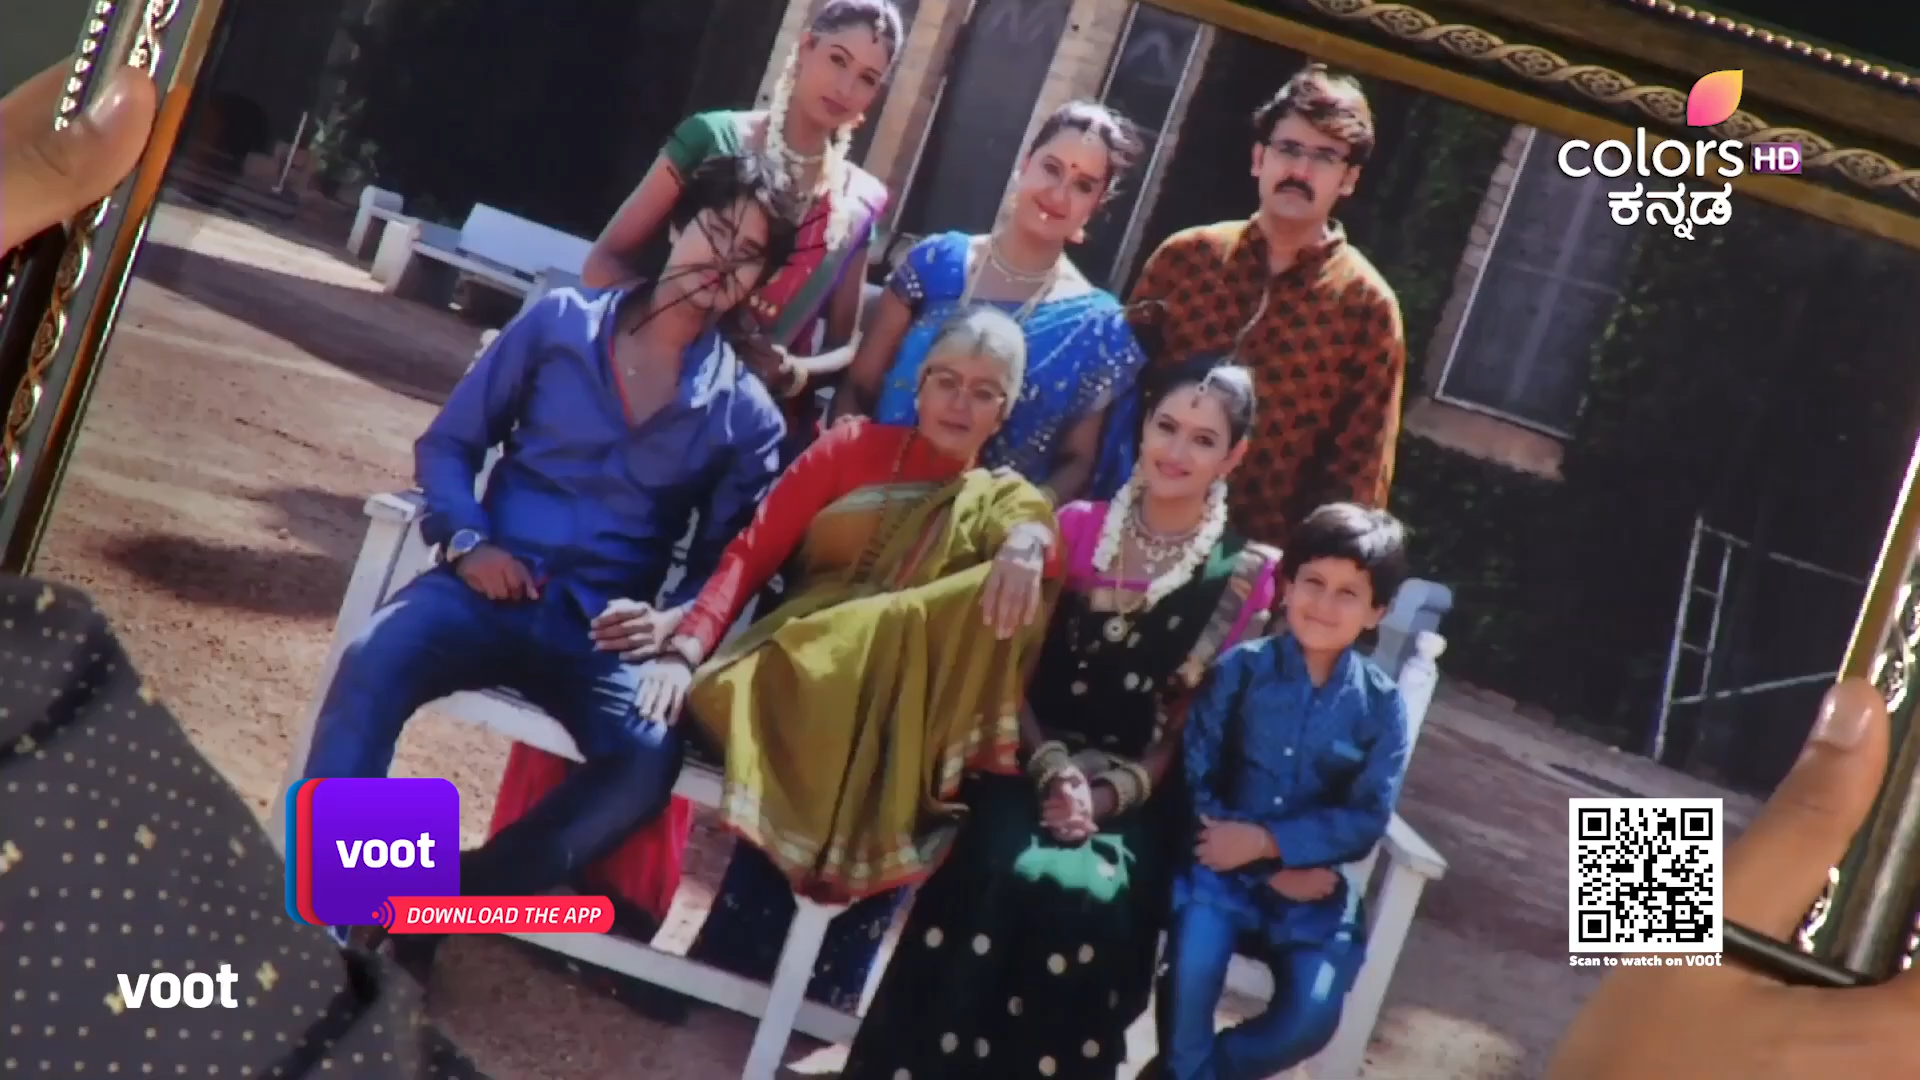 colors HD
ಕನ್ನಡ
voot
DOWNLOAD THE APP
voot
Scan to watch on voot